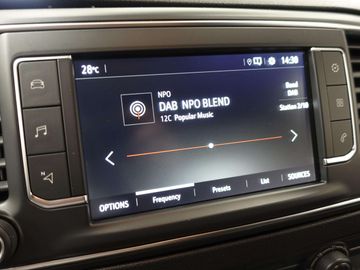 28°C
14:30
NPO
DAB NPO BLEND
12C Popular Music
Band
DAB
Station 2/10
Frequency
Presets
List
OPTIONS
SOURCES
N